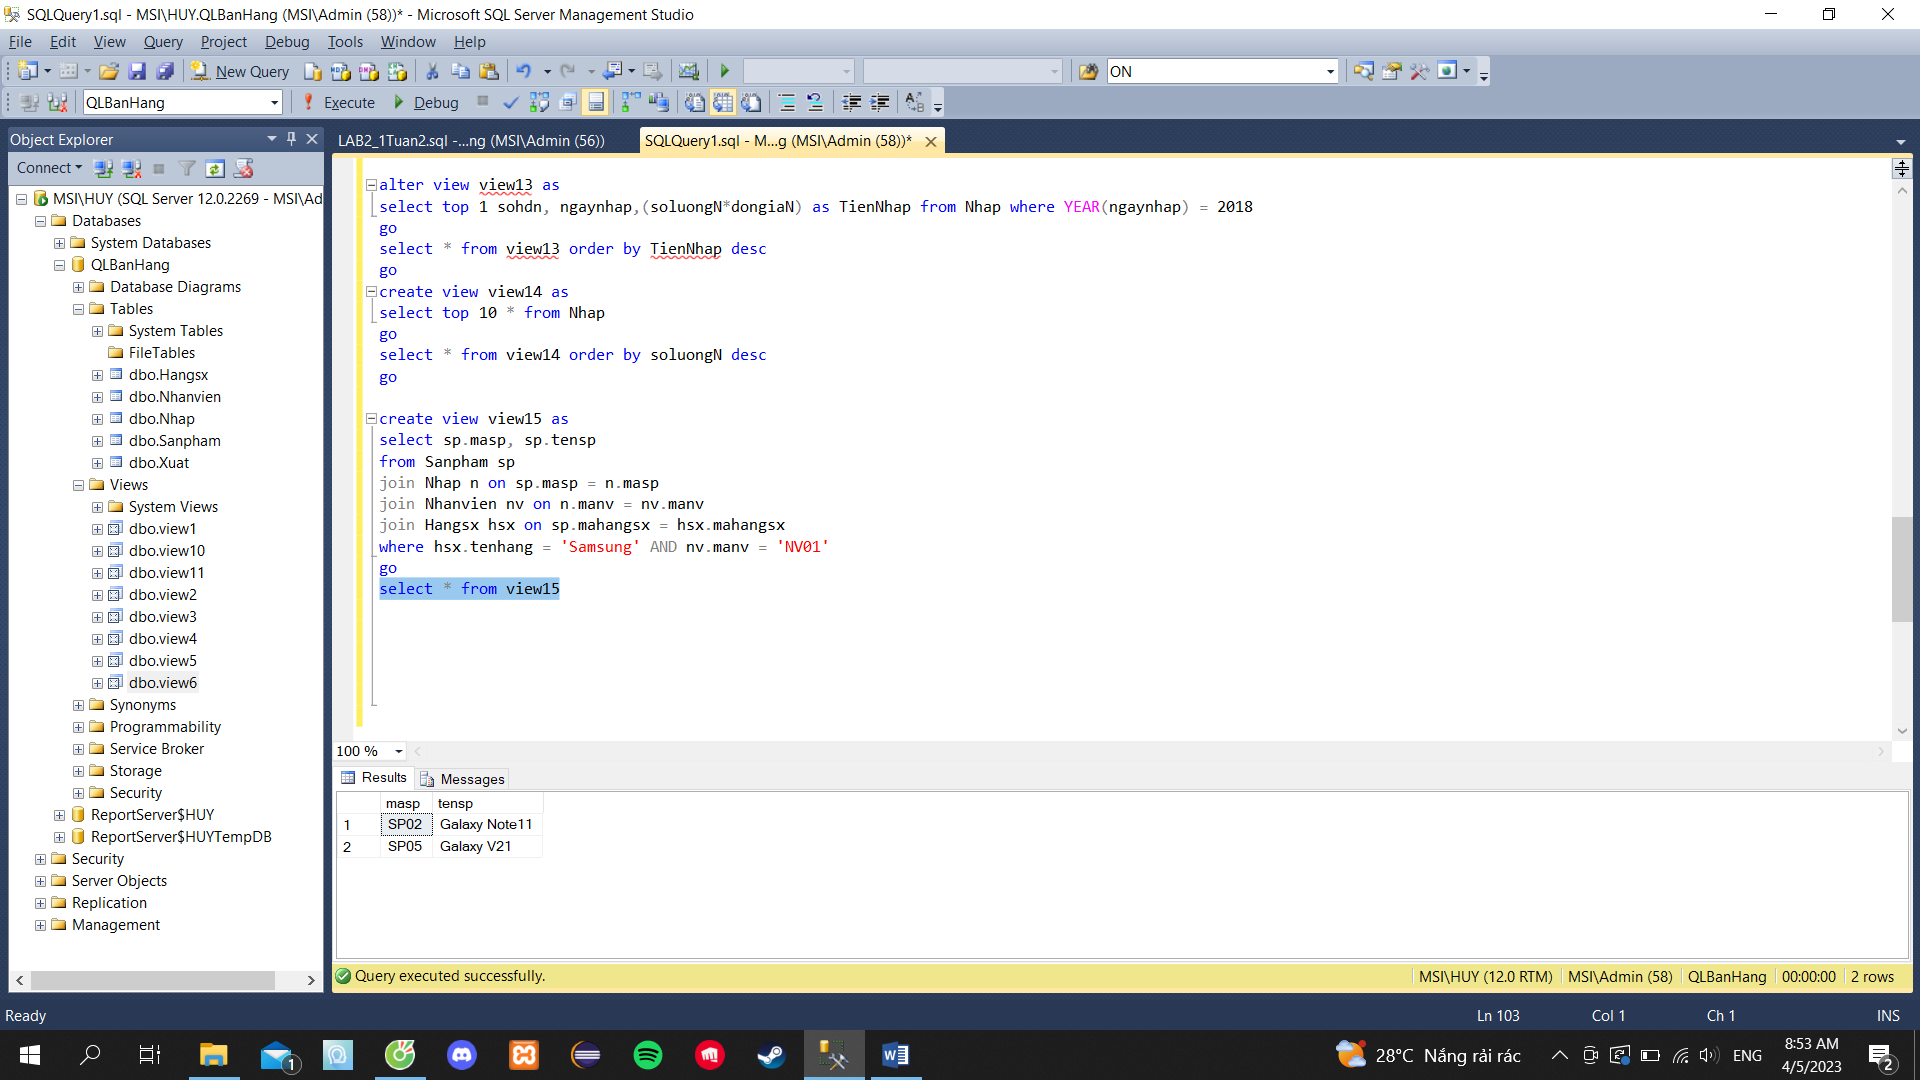 SQLQuery1.sql - MSI\HUY.QLBanHang (MSI\Admin (58))* - Microsoft SQL Server Management Studio
File Edit View Query Project Debug Tools Window Help
New Query ON
QLBanHang Execute Debug
Object Explorer
Connect
MSI\HUY (SQL Server 12.0.2269 - MSI\Ad
Databases
System Databases
QLBanHang
Database Diagrams
Tables
System Tables
FileTables
dbo.Hangsx
dbo.Nhanvien
dbo.Nhap
dbo.Sanpham
dbo.Xuat
Views
System Views
dbo.view1
dbo.view10
dbo.view11
dbo.view2
dbo.view3
dbo.view4
dbo.view5
dbo.view6
Synonyms
Programmability
Service Broker
Storage
Security
ReportServer$HUY
ReportServer$HUYTempDB
Security
Server Objects
Replication
Management
LAB2_1Tuan2.sql -...ng (MSI\Admin (56)) SQLQuery1.sql - M...g (MSI\Admin (58))*
alter view view13 as
select top 1 sohdn, ngaynhap,(soluongN*dongiaN) as TienNhap from Nhap where YEAR(ngaynhap) = 2018
go
select * from view13 order by TienNhap desc
go
create view view14 as
select top 10 * from Nhap
go
select * from view14 order by soluongN desc
go
create view view15 as
select sp.masp, sp.tensp
from Sanpham sp
join Nhap n on sp.masp = n.masp
join Nhanvien nv on n.manv = nv.manv
join Hangsx hsx on sp.mahangsx = hsx.mahangsx
where hsx.tenhang = 'Samsung' AND nv.manv = 'NV01'
go
select * from view15
100 %
Results Messages
masp tensp
1 SP02 Galaxy Note11
2 SP05 Galaxy V21
Query executed successfully. MSI\HUY (12.0 RTM) MSI\Admin (58) QLBanHang 00:00:00 2 rows
Ready Ln 103 Col 1 Ch 1 INS
1 28°C Nắng rải rác ENG 8:53 AM 2
4/5/2023